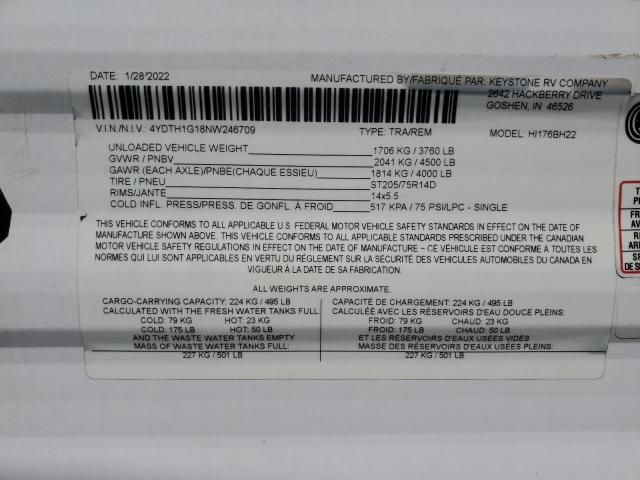 DATE: 1/28/2022 MANUFACTURED BY/FABRIQUE PAR: KEYSTONE RV COMPANY
2642 HACKBERRY DRIVE
GOSHEN, IN 46526
V.I.N./N.I.V.: 4YDTH1G18NW246709 TYPE: TRA/REM MODEL: HI176BH22
UNLOADED VEHICLE WEIGHT 1706 KG / 3760 LB
GVWR / PNBV 2041 KG / 4500 LB
GAWR (EACH AXLE)/PNBE(CHAQUE ESSIEU) 1814 KG / 4000 LB
TIRE / PNEU ST205/75R14D
RIMS/JANTE 14x5.5
COLD INFL. PRESS/PRESS. DE GONFL. À FROID 517 KPA / 75 PSI/LPC - SINGLE
THIS VEHICLE CONFORMS TO ALL APPLICABLE U.S. FEDERAL MOTOR VEHICLE SAFETY STANDARDS IN EFFECT ON THE DATE OF
MANUFACTURE THIS VEHICLE CONFORMS TO ALL APPLICABLE STANDARDS PRESCRIBED UNDER THE CANADIAN
MOTOR VEHICLE SAFETY REGULATIONS IN EFFECT ON THE DATE OF MANUFACTURE - CE VÉHICULE EST CONFORME A TOUTES LES
NORMES QUI LUI SONT APPLICABLES EN VERTU DU RÉGLEMENT SUR LA SECURITÉ DES VÉHICULES AUTOMOBILES DU CANADA EN
VIGUEUR À LA DATE DE SA FABRICATION.
ALL WEIGHTS ARE APPROXIMATE.
CARGO-CARRYING CAPACITY: 224 KG / 495 LB
CALCULATED WITH THE FRESH WATER TANKS FULL:
COLD: 79 KG HOT: 23 KG
COLD: 175 LB HOT: 50 LB
AND THE WASTE WATER TANKS EMPTY
MASS OF WASTE WATER TANKS FULL:
227 KG / 501 LB
CAPACITÉ DE CHARGEMENT: 224 KG / 495 LB
CALCULÉE AVEC LES RÉSERVOIRS D'EAU DOUCE PLEINS:
FROID: 79 KG CHAUD: 23 KG
FROID: 175 LB CHAUD: 50 LB
ET LES RÉSERVOIRS D'EAUX USÉES VIDES
MASSE DES RÉSERVOIRS D'EAUX USÉES PLEINS:
227 KG / 501 LB